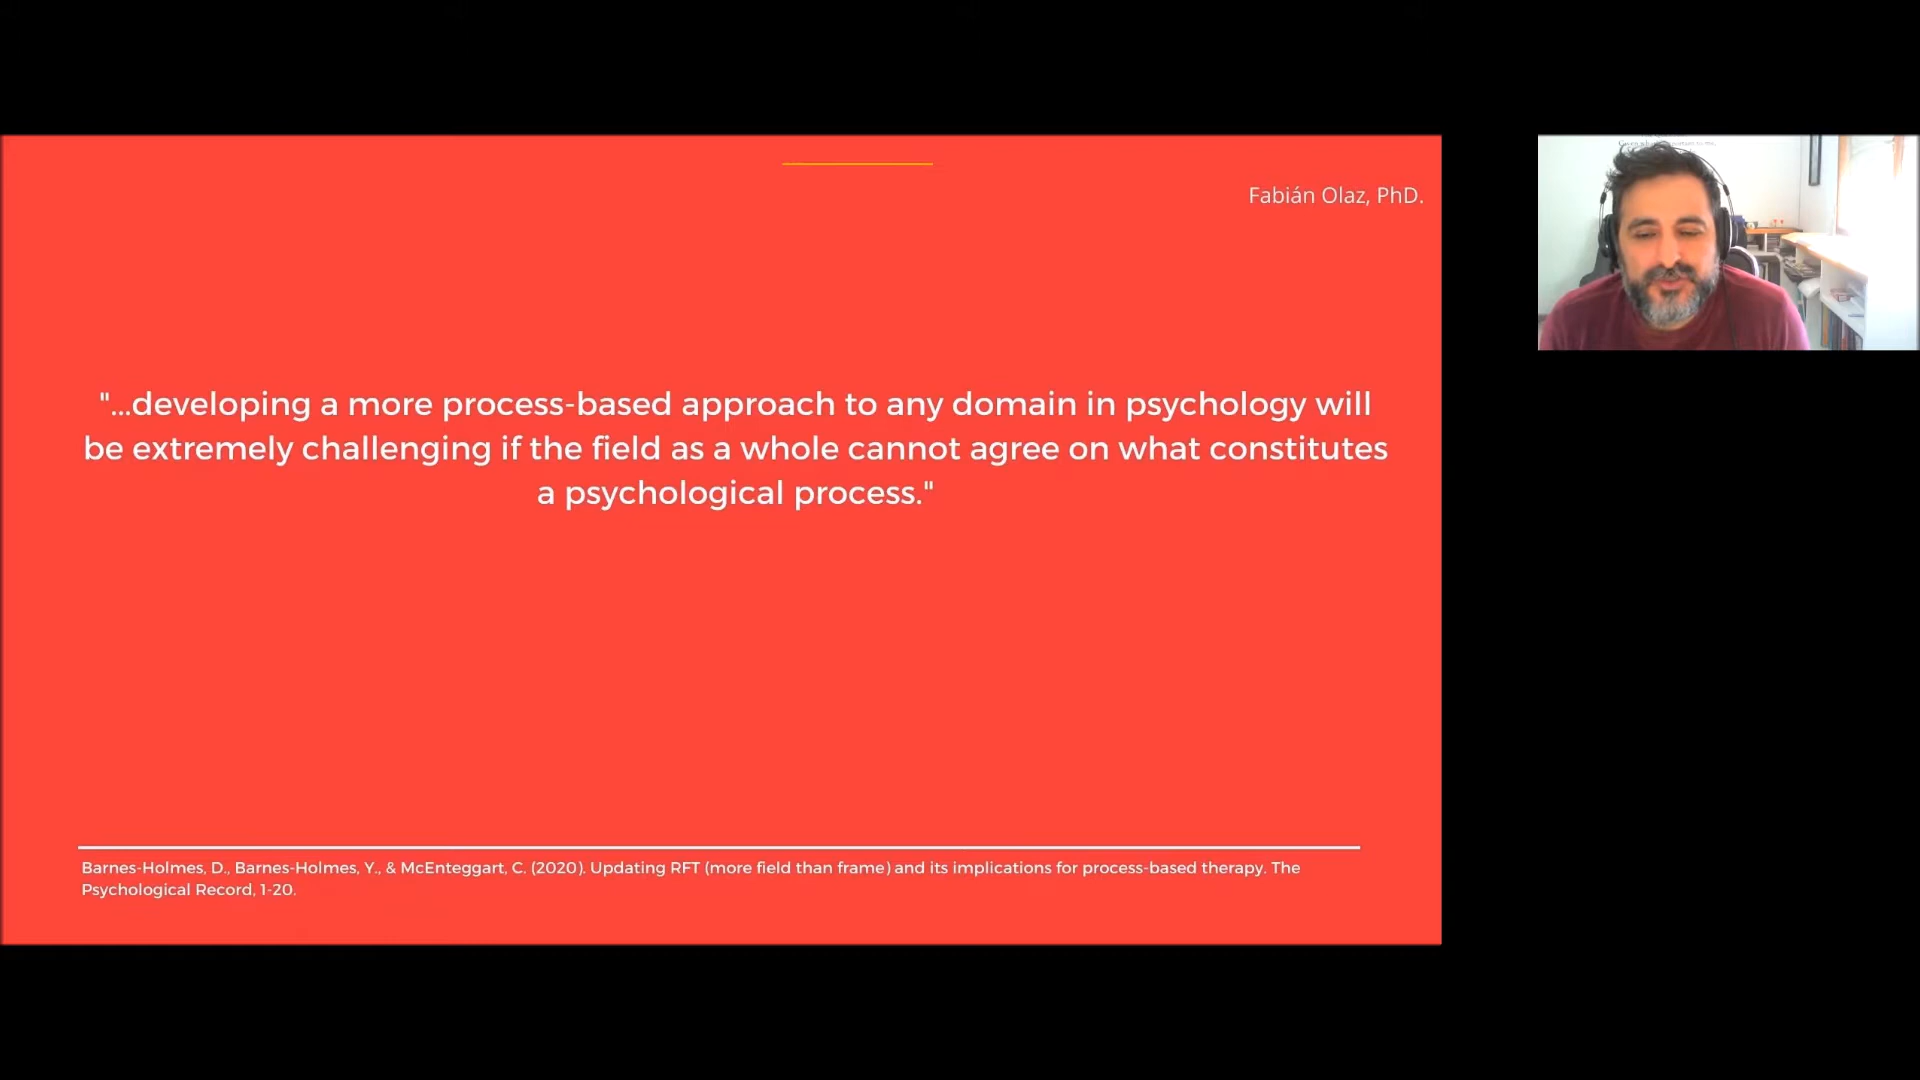 Fabián Olaz, PhD.
"...developing a more process-based approach to any domain in psychology will
be extremely challenging if the field as a whole cannot agree on what constitutes
a psychological process."
Barnes-Holmes, D., Barnes-Holmes, Y., & McEnteggart, C. (2020). Updating RFT (more field than frame) and its implications for process-based therapy. The
Psychological Record, 1-20.